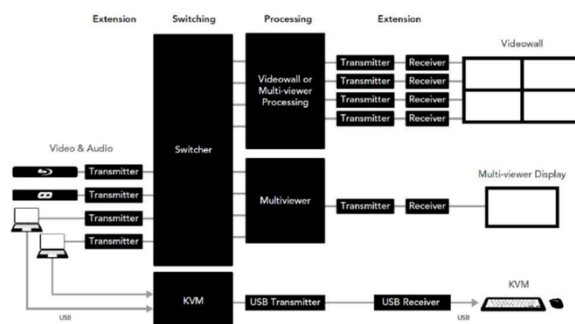 Extension
Switching
Processing
Extension
Videowall
Transmitter
Receiver
Transmitter
Receiver
Transmitter
Receiver
Transmitter
Receiver
Videowall or
Multi-viewer
Processing
Video & Audio
Switcher
Transmitter
Transmitter
Transmitter
Transmitter
Multiviewer
Transmitter
Receiver
Multi-viewer Display
KVM
USB Transmitter
USB Receiver
KVM
USB
USB